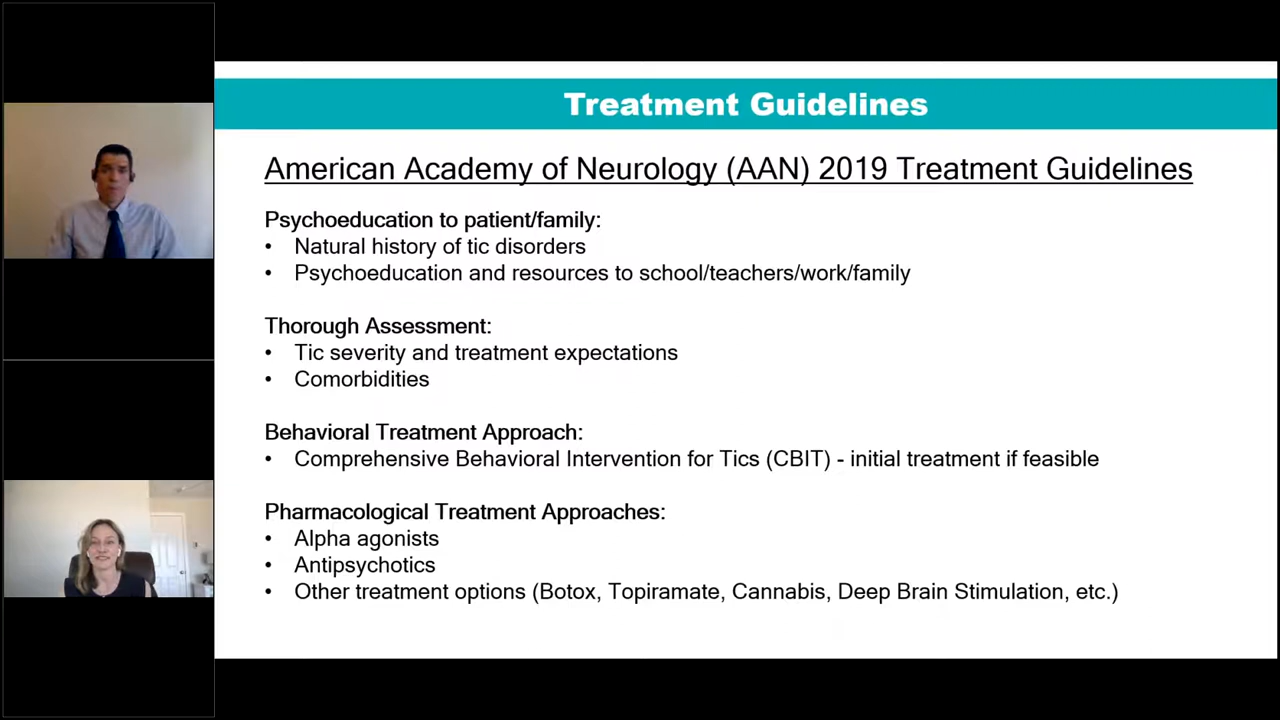 Treatment Guidelines
American Academy of Neurology (AAN) 2019 Treatment Guidelines
Psychoeducation to patient/family:
• Natural history of tic disorders
• Psychoeducation and resources to school/teachers/work/family
Thorough Assessment:
• Tic severity and treatment expectations
• Comorbidities
Behavioral Treatment Approach:
• Comprehensive Behavioral Intervention for Tics (CBIT) - initial treatment if feasible
Pharmacological Treatment Approaches:
• Alpha agonists
• Antipsychotics
• Other treatment options (Botox, Topiramate, Cannabis, Deep Brain Stimulation, etc.)